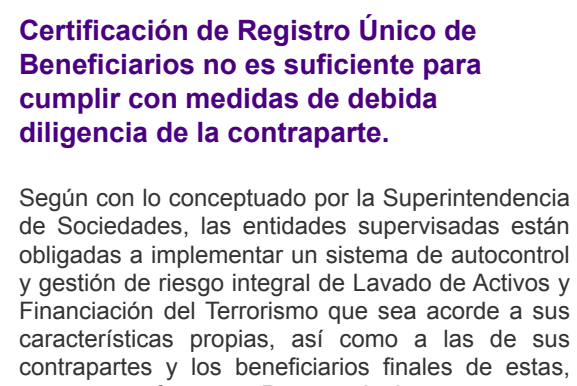 Certificación de Registro Único de
Beneficiarios no es suficiente para
cumplir con medidas de debida
diligencia de la contraparte.
Según con lo conceptuado por la Superintendencia
de Sociedades, las entidades supervisadas están
obligadas a implementar un sistema de autocontrol
y gestión de riesgo integral de Lavado de Activos y
Financiación del Terrorismo que sea acorde a sus
características propias, así como a las de sus
contrapartes y los beneficiarios finales de estas,